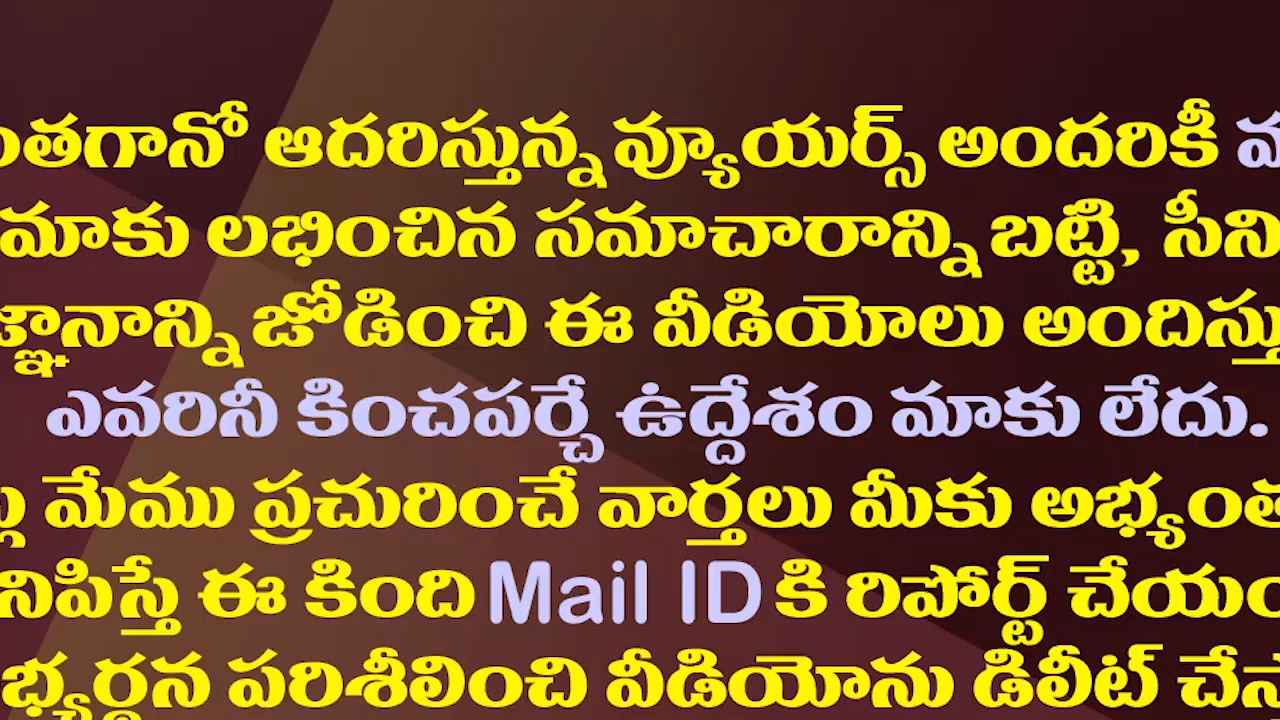 ంతగానో ఆదరిస్తున్న వ్యూయర్స్ అందరికీ
మాకు లభించిన సమాచారాన్ని బట్టి, సీని
జ్ఞానాన్ని జోడించి ఈ వీడియోలు అందిస్తు
ఎవరినీ కించపర్చే ఉద్దేశం మాకు లేదు.
మేము ప్రచురించే వార్తలు మీకు అభ్యంత
నిపిస్తే ఈ కింది Mail ID కి రిపోర్ట్ చేయం
భ్యర్థన పరిశీలించి వీడియోను డిలీట్ చేస